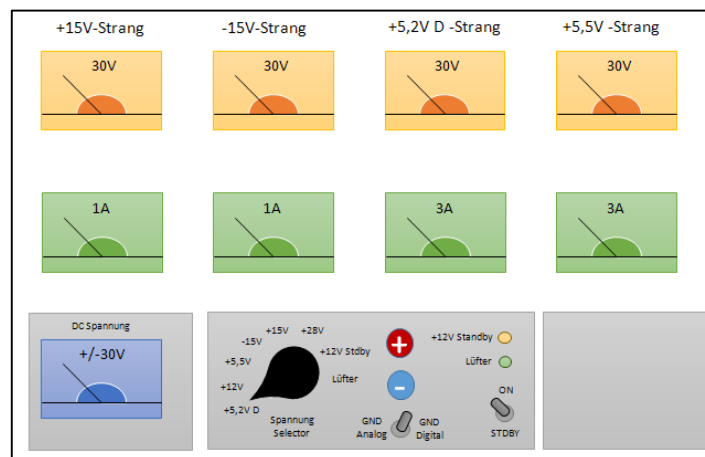 +15V-Strang
-15V-Strang
+5,2V D -Strang
+5,5V -Strang
30V
30V
30V
30V
1A
1A
3A
3A
DC Spannung
+/-30V
+15V
+28V
-15V
+12V Stdby
+5,5V
Lüfter
+12V
+5,2V D
Spannung
Selector
+
-
GND
Analog
GND
Digital
+12V Standby
Lüfter
ON
STDBY